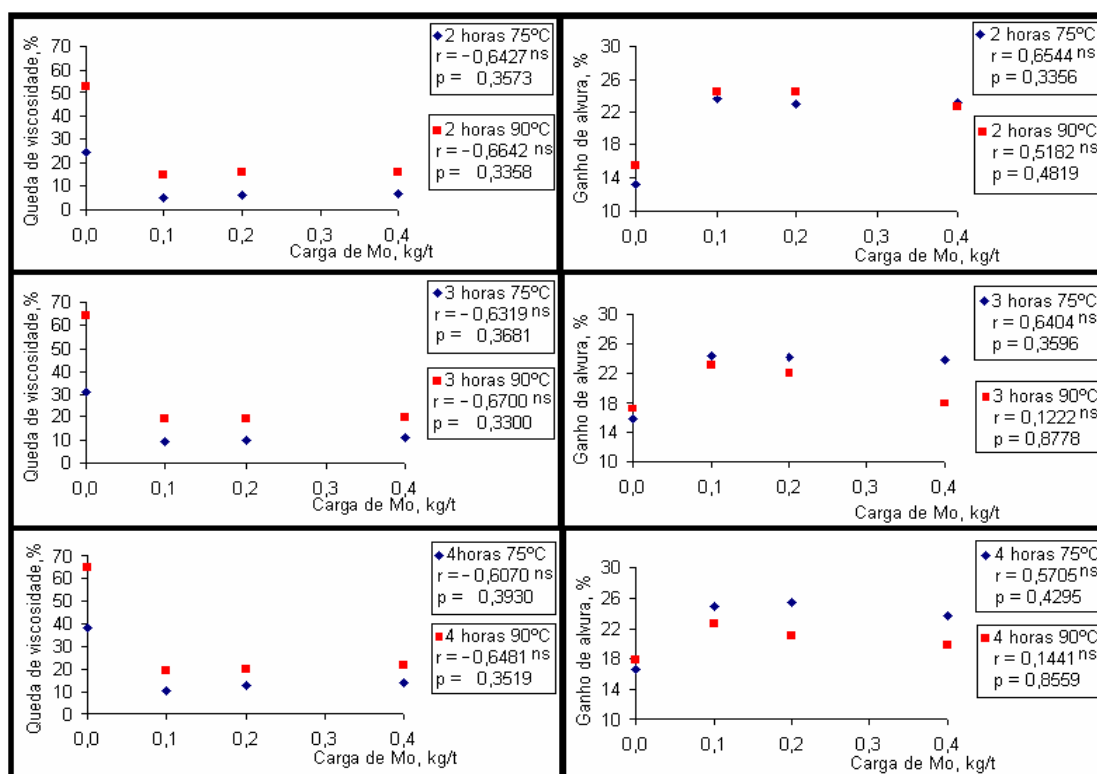 Queda de viscosidade,%
70
60
50
40
30
20
10
0
0,0 0,1 0,2 0,3 0,4
Carga de Mo, kg/t
2 horas 75ºC
r = − 0,6427 ns
p = 0,3573
2 horas 90ºC
r = −0,6642 ns
p = 0,3358
Ganho de alvura, %
30
26
22
18
14
10
0,0 0,1 0,2 0,3 0,4
Carga de Mo, kg/t
2 horas 75ºC
r = 0,6544 ns
p = 0,3356
2 horas 90ºC
r = 0,5182 ns
p = 0,4819
Queda de viscosidade,%
70
60
50
40
30
20
10
0
0,0 0,1 0,2 0,3 0,4
Carga de Mo, kg/t
3 horas 75ºC
r = − 0,6319 ns
p = 0,3681
3 horas 90ºC
r = −0,6700 ns
p = 0,3300
Ganho de alvura, %
30
26
22
18
14
10
0,0 0,1 0,2 0,3 0,4
Carga de Mo, kg/t
3 horas 75ºC
r = 0,6404 ns
p = 0,3596
3 horas 90ºC
r = 0,1222 ns
p = 0,8778
Queda de viscosidade,%
70
60
50
40
30
20
10
0
0,0 0,1 0,2 0,3 0,4
Carga de Mo, kg/t
4horas 75ºC
r = − 0,6070 ns
p = 0,3930
4 horas 90ºC
r = −0,6481 ns
p = 0,3519
Ganho de alvura, %
30
26
22
18
14
10
0,0 0,1 0,2 0,3 0,4
Carga de Mo, kg/t
4 horas 75ºC
r = 0,5705 ns
p = 0,4295
4 horas 90ºC
r = 0,1441 ns
p = 0,8559